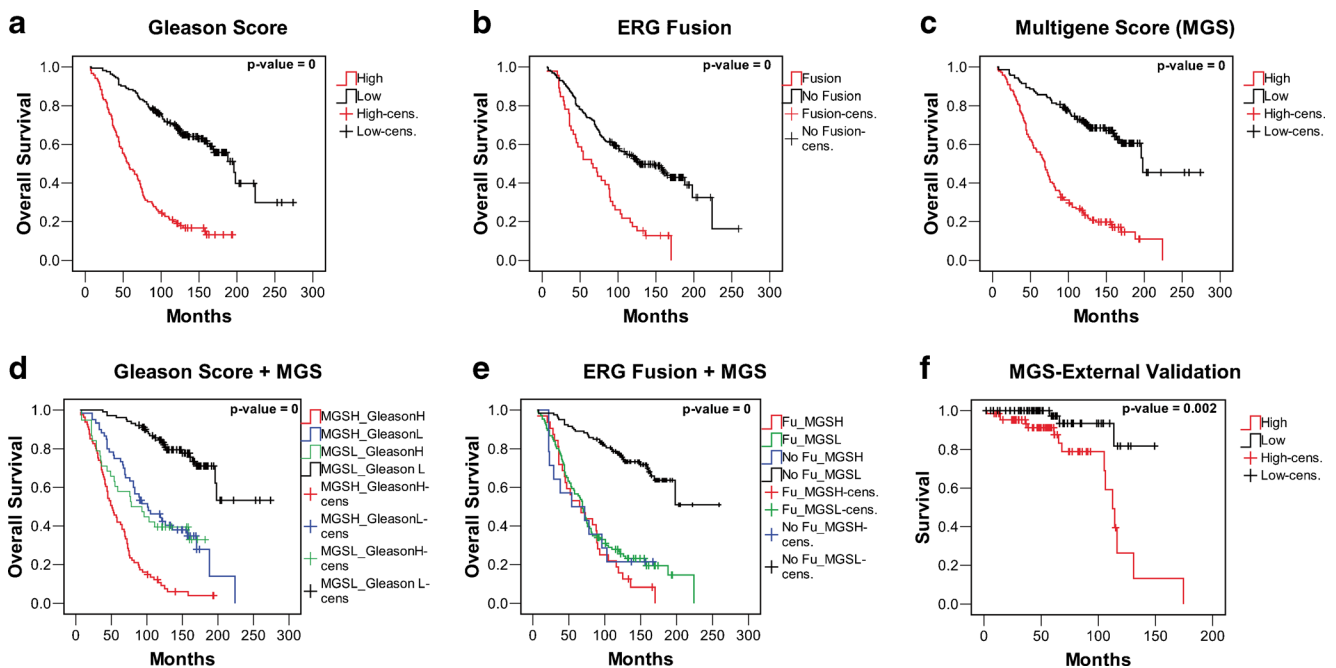 a
Gleason Score
p-value = 0
1.0
0.8
0.6
0.4
0.2
0.0
Overall Survival
0 50 100 150 200 250 300
Months
High
Low
High-cens.
Low-cens.
b
ERG Fusion
p-value = 0
1.0
0.8
0.6
0.4
0.2
0.0
Overall Survival
0 50 100 150 200 250 300
Months
Fusion
No Fusion
Fusion-cens.
No Fusion-
cens.
c
Multigene Score (MGS)
p-value = 0
1.0
0.8
0.6
0.4
0.2
0.0
Overall Survival
0 50 100 150 200 250 300
Months
High
Low
High-cens.
Low-cens.
d
Gleason Score + MGS
p-value = 0
1.0
0.8
0.6
0.4
0.2
0.0
Overall Survival
0 50 100 150 200 250 300
Months
MGSH_GleasonH
MGSH_GleasonL
MGSL_GleasonH
MGSL_Gleason L
MGSH_GleasonH-
cens
MGSH_GleasonL-
cens
MGSL_GleasonH-
cens
MGSL_Gleason L-
cens
e
ERG Fusion + MGS
p-value = 0
1.0
0.8
0.6
0.4
0.2
0.0
Overall Survival
0 50 100 150 200 250 300
Months
Fu_MGSH
Fu_MGSL
No Fu_MGSH
No Fu_MGSL
Fu_MGSH-cens.
Fu_MGSL-cens.
No Fu_MGSH-
cens.
No Fu_MGSL-
cens.
f
MGS-External Validation
p-value = 0.002
1.0
0.8
0.6
0.4
0.2
0.0
Survival
0 50 100 150 200
Months
High
Low
High-cens.
Low-cens.